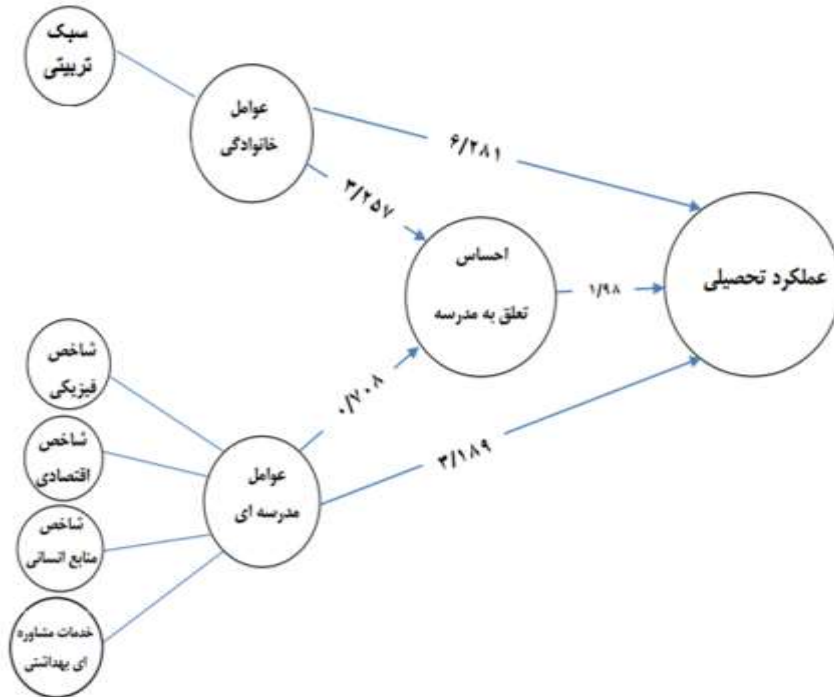 سبک
تربیتی
عوامل
خانوادگی
۶/۲۸۱
۳/۲۵۷
احساس
تعلق به مدرسه
۱/۹۸
عملکرد تحصیلی
شاخص
فیزیکی
شاخص
اقتصادی
شاخص
منابع انسانی
خدمات مشاوره
ای بهداشتی
عوامل
مدرسه ای
۰/۷۰۸
۳/۱۸۹